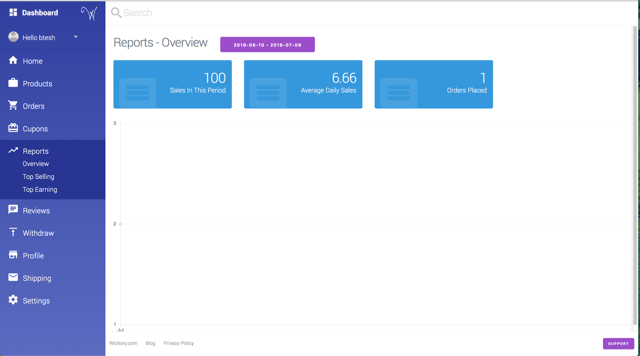 Dashboard
Search
Hello btesh
Home
Products
Orders
Cupons
Reports
Overview
Top Selling
Top Earning
Reviews
Withdraw
Profile
Shipping
Settings
Reports - Overview
2016-06-10 - 2016-07-09
100
Sales In This Period
6.66
Average Daily Sales
1
Orders Placed
3
2
1
Jul
Wickony.com Blog Privacy Policy
SUPPORT